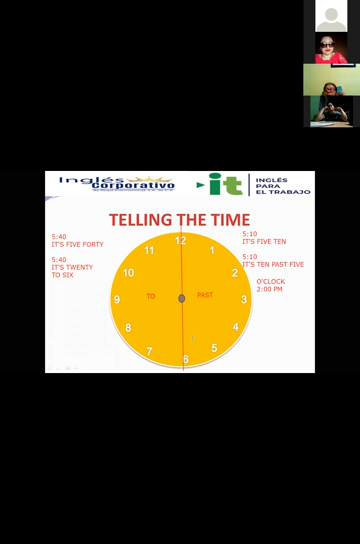 Inglés
Corporativo
it
INGLÉS
PARA
EL TRABAJO
TELLING THE TIME
5:40
IT'S FIVE FORTY
5:40
IT'S TWENTY
TO SIX
5:10
IT'S FIVE TEN
5:10
IT'S TEN PAST FIVE
O'CLOCK
2:00 PM
12
1
2
3
4
5
6
7
8
9
10
11
TO
PAST